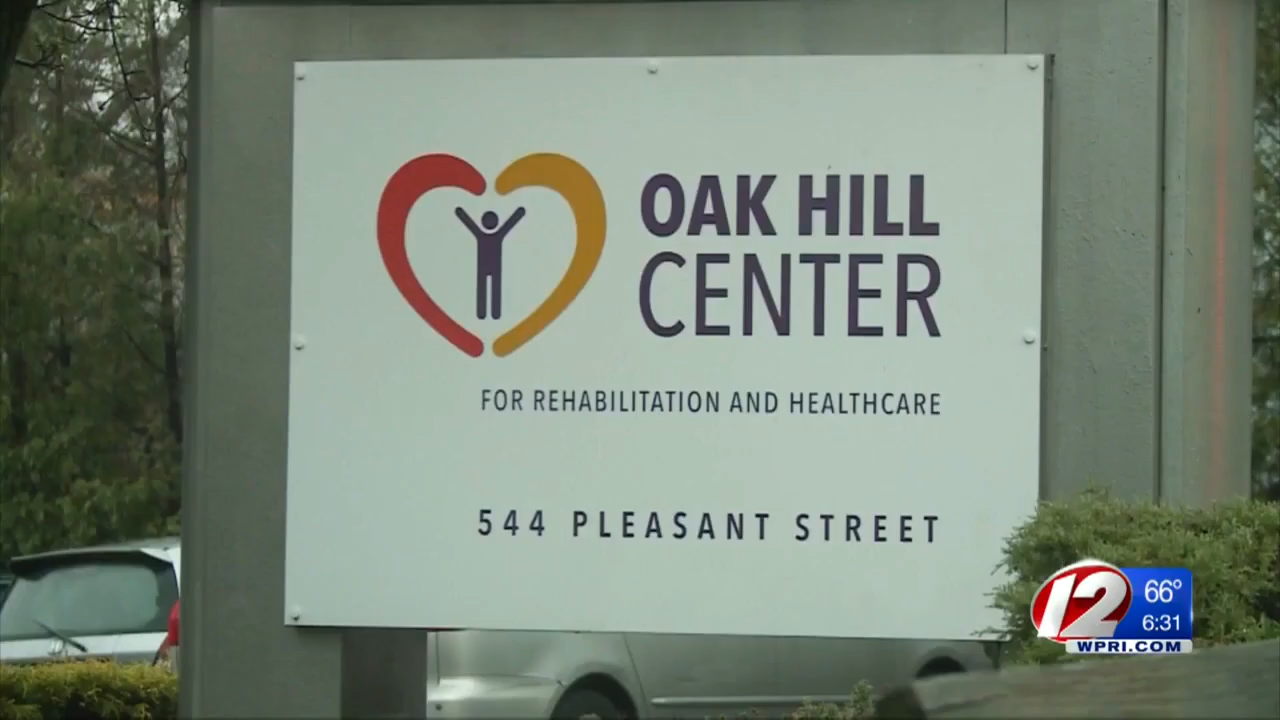 OAK HILL
CENTER
FOR REHABILITATION AND HEALTHCARE
544 PLEASANT STREET
12
66°
6:31
WPRI.COM